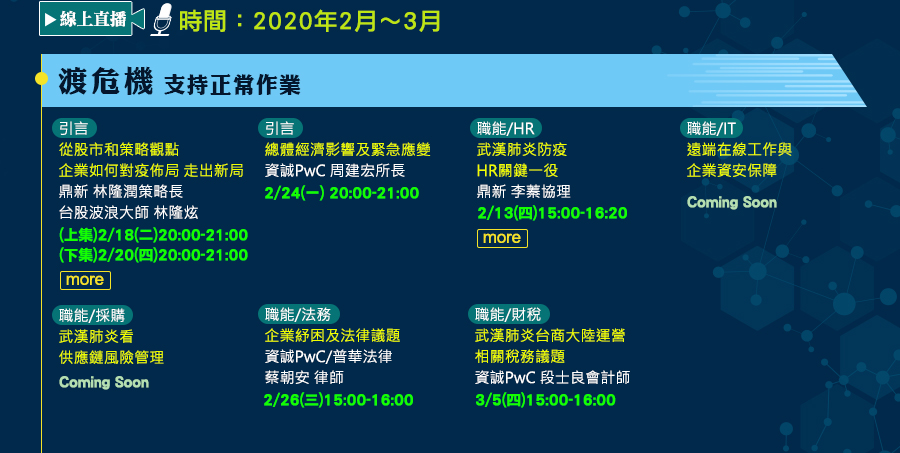 線上直播 時間：2020年2月～3月
渡危機 支持正常作業
引言
從股市和策略觀點
企業如何對疫佈局 走出新局
鼎新 林隆潤策略長
台股波浪大師 林隆炫
(上集)2/18(二)20:00-21:00
(下集)2/20(四)20:00-21:00
more
引言
總體經濟影響及緊急應變
資誠PwC 周建宏所長
2/24(一) 20:00-21:00
職能/HR
武漢肺炎防疫
HR關鍵一役
鼎新 李蓁協理
2/13(四)15:00-16:20
more
職能/IT
遠端在線工作與
企業資安保障
Coming Soon
職能/採購
武漢肺炎看
供應鏈風險管理
Coming Soon
職能/法務
企業紓困及法律議題
資誠PwC/普華法律
蔡朝安 律師
2/26(三)15:00-16:00
職能/財稅
武漢肺炎台商大陸運營
相關稅務議題
資誠PwC 段士良會計師
3/5(四)15:00-16:00